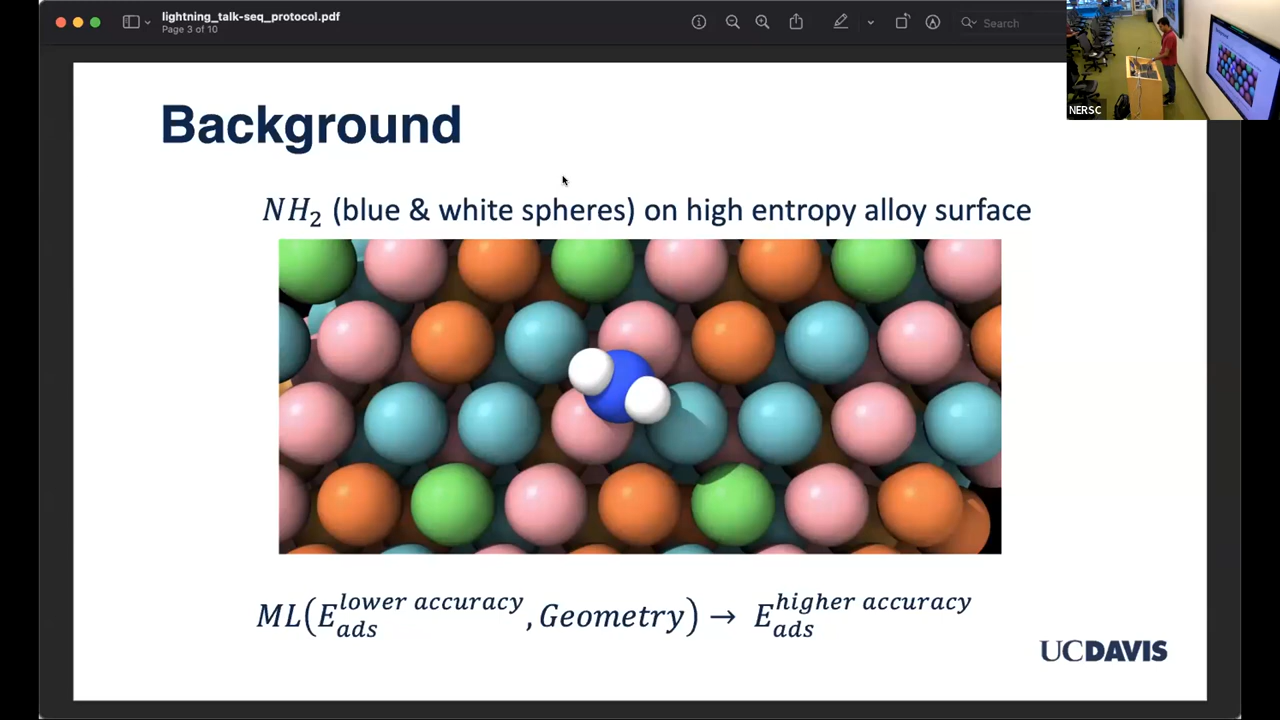 lightning_talk-seq_protocol.pdf
Page 3 of 10
Search
NERSC
Background
NH₂ (blue & white spheres) on high entropy alloy surface
ML(E_ads^lower accuracy, Geometry) → E_ads^higher accuracy
UCDAVIS